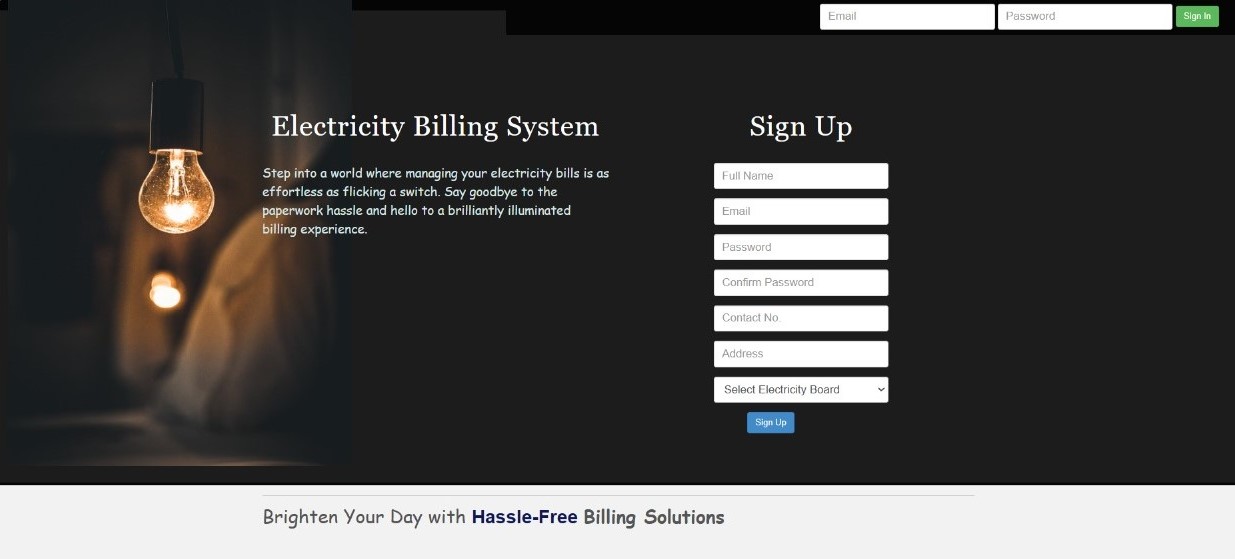 Email
Password
Sign In
Electricity Billing System
Step into a world where managing your electricity bills is as
effortless as flicking a switch. Say goodbye to the
paperwork hassle and hello to a brilliantly illuminated
billing experience.
Sign Up
Full Name
Email
Password
Confirm Password
Contact No.
Address
Select Electricity Board
Sign Up
Brighten Your Day with Hassle-Free Billing Solutions